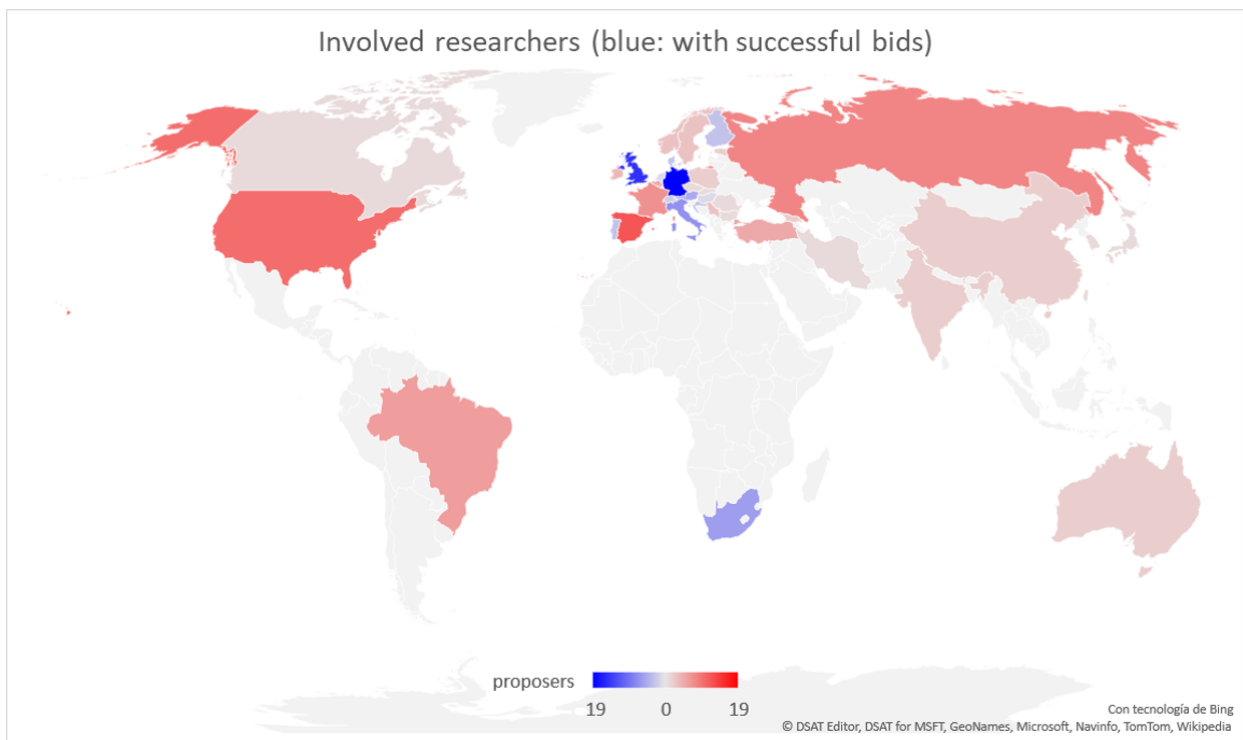 Involved researchers (blue: with successful bids)
proposers
19 0 19
Con tecnología de Bing
© DSAT Editor, DSAT for MSFT, GeoNames, Microsoft, Navinfo, TomTom, Wikipedia